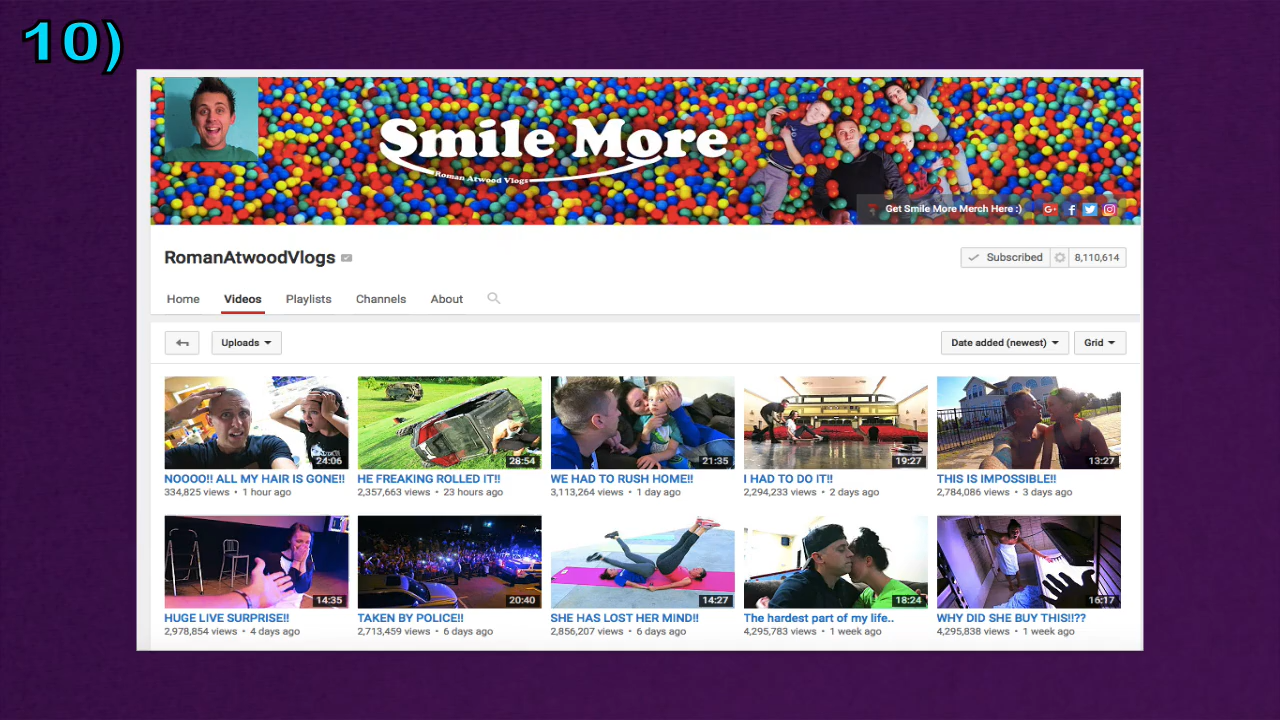 10)
Smile More
Roman Atwood Vlogs
Get Smile More Merch Here :)
RomanAtwoodVlogs
Subscribed 8,110,614
Home Videos Playlists Channels About
Uploads Date added (newest) Grid
24:06 28:54 21:35 19:27 13:27
NOOOO!! ALL MY HAIR IS GONE!! HE FREAKING ROLLED IT!! WE HAD TO RUSH HOME!! I HAD TO DO IT!! THIS IS IMPOSSIBLE!!
334,825 views • 1 hour ago 2,357,663 views • 23 hours ago 3,113,264 views • 1 day ago 2,294,233 views • 2 days ago 2,784,086 views • 3 days ago
14:35 20:40 14:27 18:24 16:17
HUGE LIVE SURPRISE!! TAKEN BY POLICE!! SHE HAS LOST HER MIND!! The hardest part of my life.. WHY DID SHE BUY THIS!!??
2,978,854 views • 4 days ago 2,713,459 views • 6 days ago 2,856,207 views • 6 days ago 4,295,783 views • 1 week ago 4,295,838 views • 1 week ago